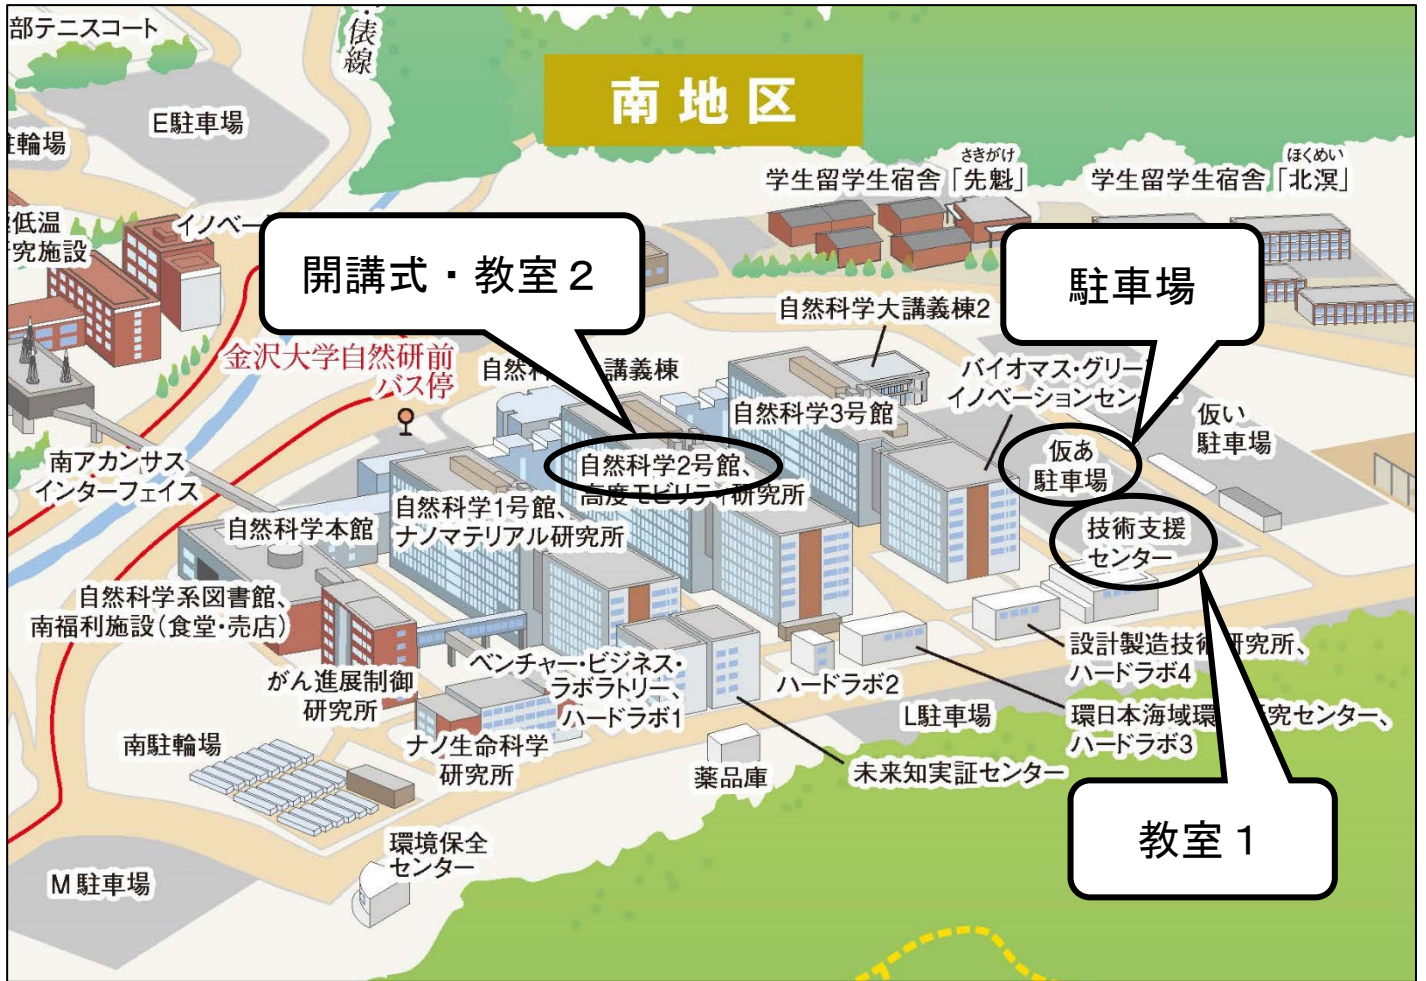 部テニスコート
俵線
E駐車場
南地区
駐輪場
さきがけ
学生留学生宿舎「先魁」
ほくめい
学生留学生宿舎「北溟」
低温
究施設
イノベー
開講式・教室２
駐車場
自然科学大講義棟2
金沢大学自然研前
バス停
自然科
講義棟
バイオマス・グリー
イノベーションセンター
自然科学3号館
仮い
駐車場
仮あ
駐車場
南アカンサス
インターフェイス
自然科学2号館、
高度モビリティ研究所
自然科学1号館、
ナノマテリアル研究所
自然科学本館
技術支援
センター
自然科学系図書館、
南福利施設(食堂・売店)
設計製造技術研究所、
ハードラボ4
ベンチャー・ビジネス・
ラボラトリー、
ハードラボ1
ハードラボ2
がん進展制御
研究所
L駐車場
環日本海域環
研究センター、
ハードラボ3
南駐輪場
ナノ生命科学
研究所
薬品庫
未来知実証センター
教室１
環境保全
センター
M駐車場